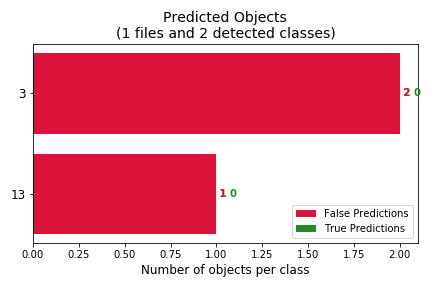 Predicted Objects
(1 files and 2 detected classes)
3
2 0
13
1 0
False Predictions
True Predictions
0.00 0.25 0.50 0.75 1.00 1.25 1.50 1.75 2.00
Number of objects per class